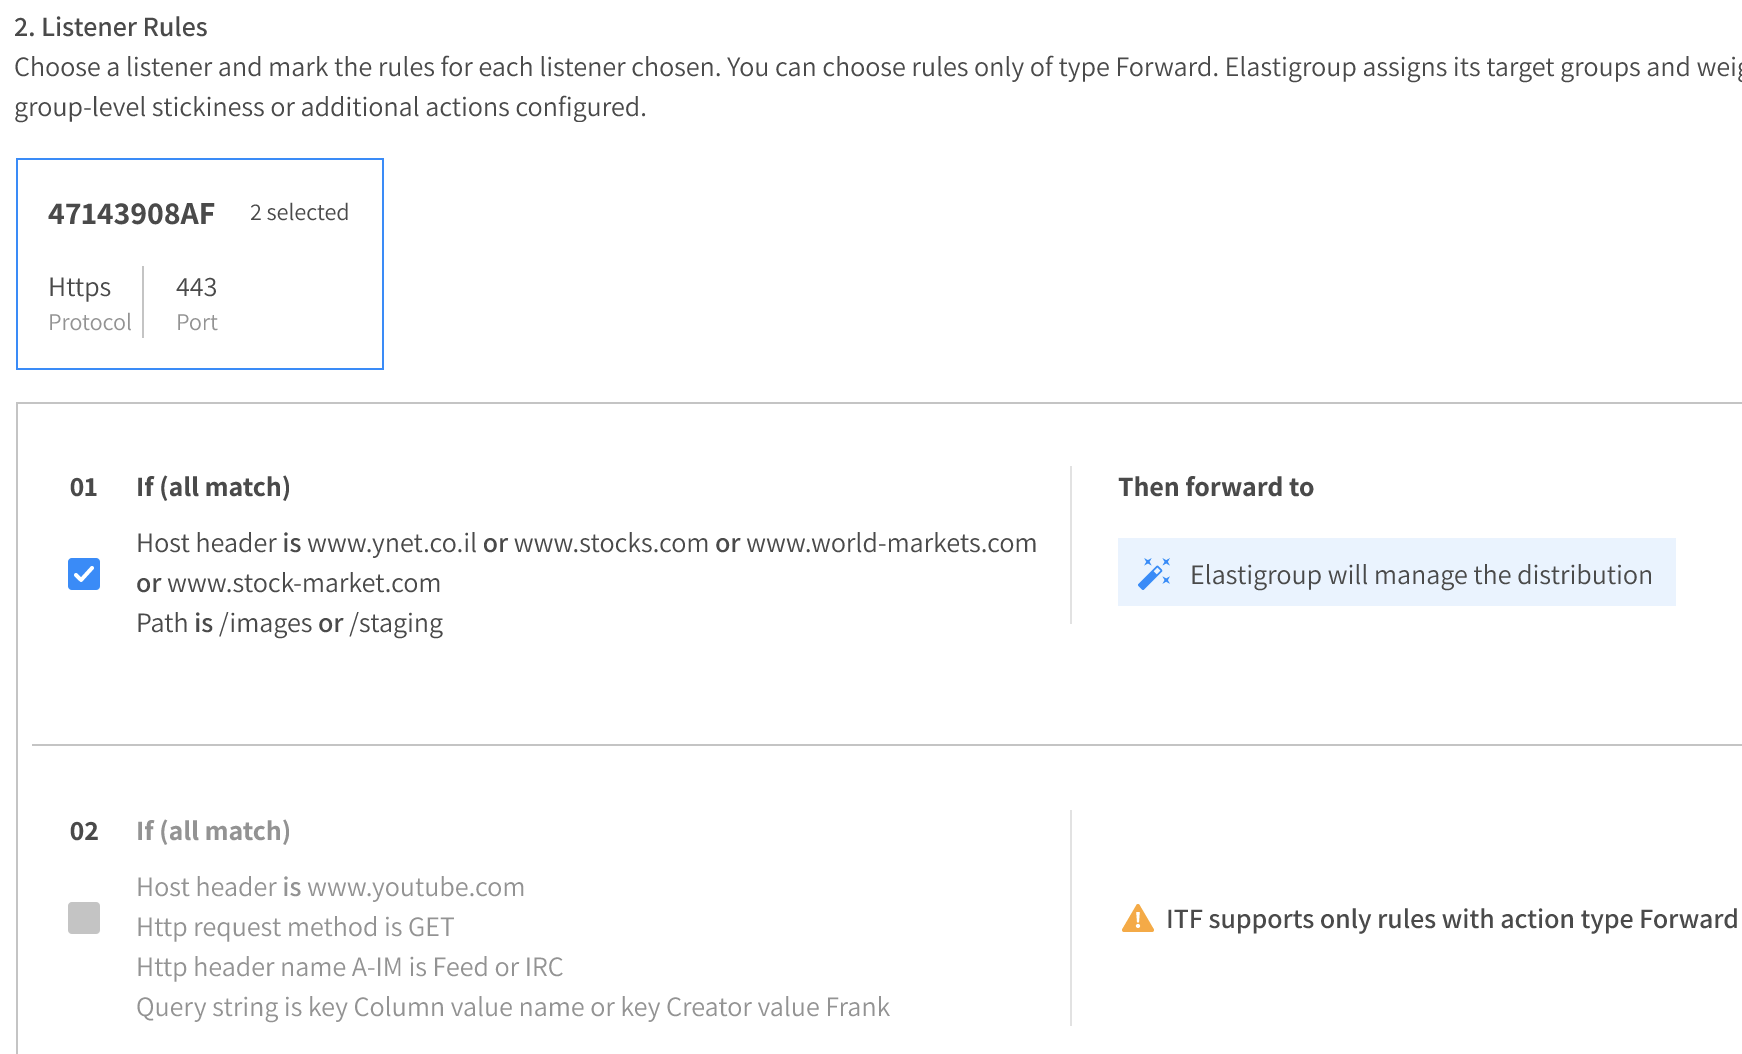 2. Listener Rules
Choose a listener and mark the rules for each listener chosen. You can choose rules only of type Forward. Elastigroup assigns its target groups and
group-level stickiness or additional actions configured.
47143908AF 2 selected
Https 443
Protocol Port
01 If (all match) Then forward to
Host header is www.ynet.co.il or www.stocks.com or www.world-markets.com
or www.stock-market.com
Path is /images or /staging
Elastigroup will manage the distribution
02 If (all match)
Host header is www.youtube.com
Http request method is GET
Http header name A-IM is Feed or IRC
Query string is key Column value name or key Creator value Frank
ITF supports only rules with action type Forward